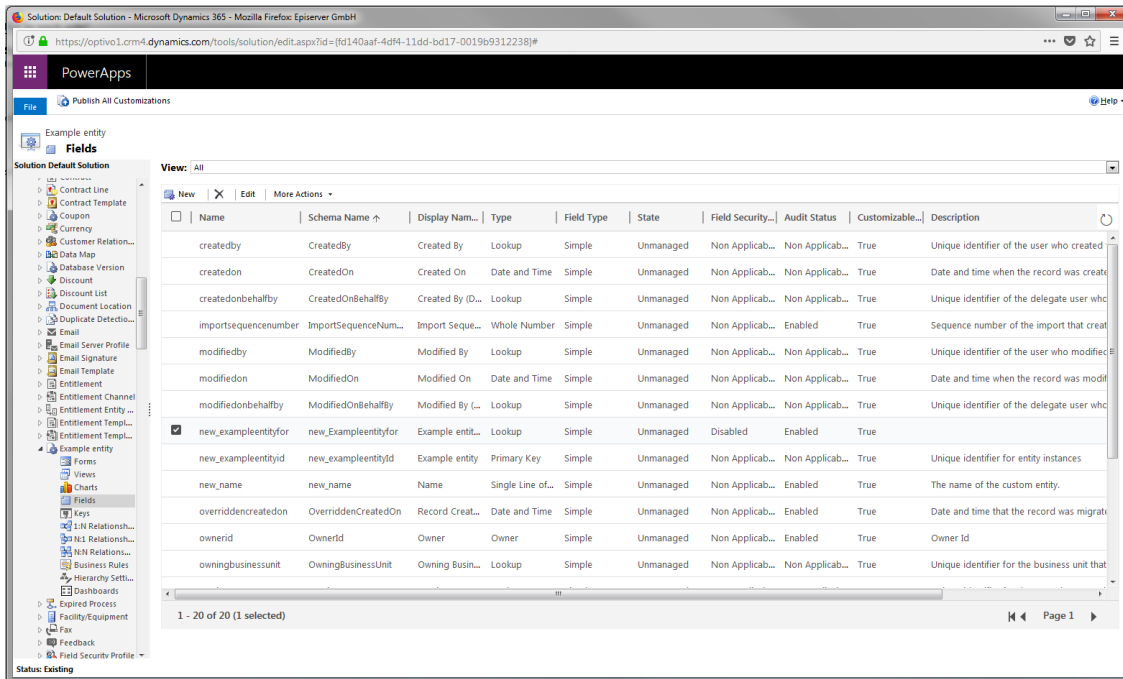 Solution: Default Solution - Microsoft Dynamics 365 - Mozilla Firefox: Episerver GmbH
https://optivo1.crm4.dynamics.com/tools/solution/edit.aspx?id={fd140aaf-4df4-11dd-bd17-0019b9312238}#
PowerApps
File
Publish All Customizations
Help
Example entity
Fields
Solution Default Solution
View: All
Contract Line
Contract Template
Coupon
Currency
Customer Relation...
Data Map
Database Version
Discount
Discount List
Document Location
Duplicate Detectio...
Email
Email Server Profile
Email Signature
Email Template
Entitlement
Entitlement Channel
Entitlement Entity ...
Entitlement Templ...
Entitlement Templ...
Example entity
Forms
Views
Charts
Fields
Keys
1:N Relationsh...
N:1 Relationsh...
N:N Relations...
Business Rules
Hierarchy Setti...
Dashboards
Expired Process
Facility/Equipment
Fax
Feedback
Field Security Profile
New Edit More Actions
Name Schema Name Display Nam... Type Field Type State Field Security... Audit Status Customizable... Description
createdby CreatedBy Created By Lookup Simple Unmanaged Non Applicab... Non Applicab... True Unique identifier of the user who created
createdon CreatedOn Created On Date and Time Simple Unmanaged Non Applicab... Non Applicab... True Date and time when the record was create
createdonbehalfby CreatedOnBehalfBy Created By (D... Lookup Simple Unmanaged Non Applicab... Non Applicab... True Unique identifier of the delegate user who
importsequencenumber ImportSequenceNum... Import Seque... Whole Number Simple Unmanaged Non Applicab... Enabled True Sequence number of the import that creat
modifiedby ModifiedBy Modified By Lookup Simple Unmanaged Non Applicab... Non Applicab... True Unique identifier of the user who modified
modifiedon ModifiedOn Modified On Date and Time Simple Unmanaged Non Applicab... Non Applicab... True Date and time when the record was modif
modifiedonbehalfby ModifiedOnBehalfBy Modified By (... Lookup Simple Unmanaged Non Applicab... Non Applicab... True Unique identifier of the delegate user who
new_exampleentityfor new_Exampleentityfor Example entit... Lookup Simple Unmanaged Disabled Enabled True
new_exampleentityid new_exampleentityId Example entity Primary Key Simple Unmanaged Non Applicab... Non Applicab... True Unique identifier for entity instances
new_name new_name Name Single Line of... Simple Unmanaged Non Applicab... Enabled True The name of the custom entity.
overriddencreatedon OverriddenCreatedOn Record Creat... Date and Time Simple Unmanaged Non Applicab... Non Applicab... True Date and time that the record was migrate
ownerid OwnerId Owner Owner Simple Unmanaged Non Applicab... Enabled True Owner Id
owningbusinessunit OwningBusinessUnit Owning Busin... Lookup Simple Unmanaged Non Applicab... Non Applicab... True Unique identifier for the business unit that
1 - 20 of 20 (1 selected)
Page 1
Status: Existing